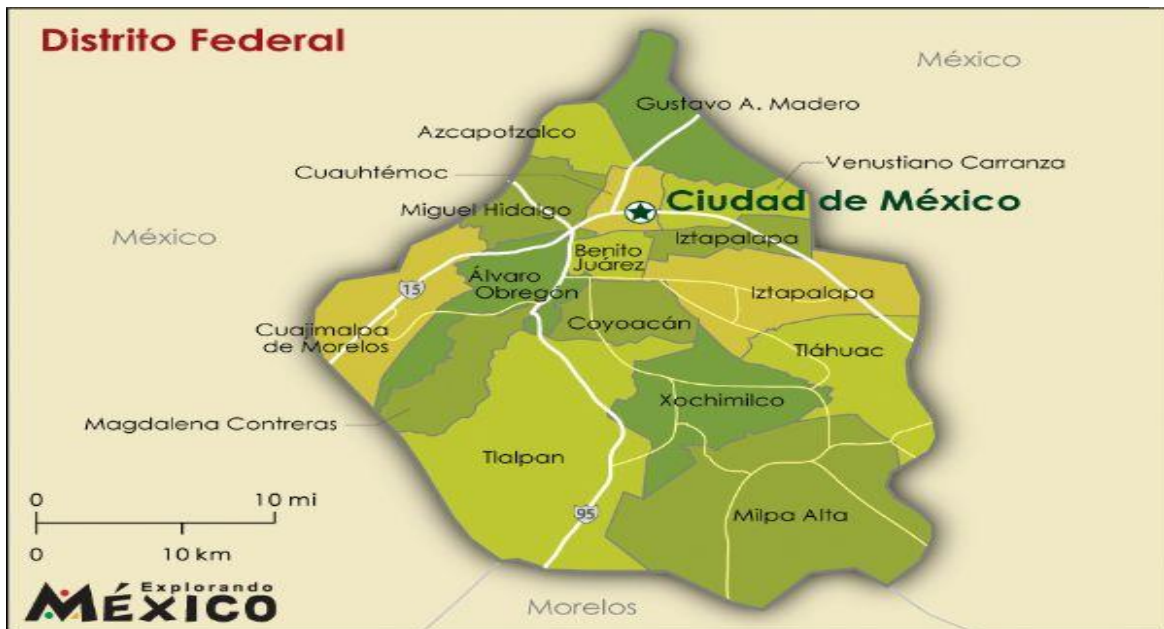 Distrito Federal
México
Gustavo A. Madero
Azcapotzalco
Venustiano Carranza
Cuauhtémoc
Ciudad de México
Miguel Hidalgo
México
Iztapalapa
Benito
Juárez
Álvaro
Obregón
15
Iztapalapa
Coyoacán
Cuajimalpa
de Morelos
Tláhuac
Xochimilco
Magdalena Contreras
Tlalpan
0 10 mi
95
Milpa Alta
0 10 km
Explorando
MÉXICO
Morelos